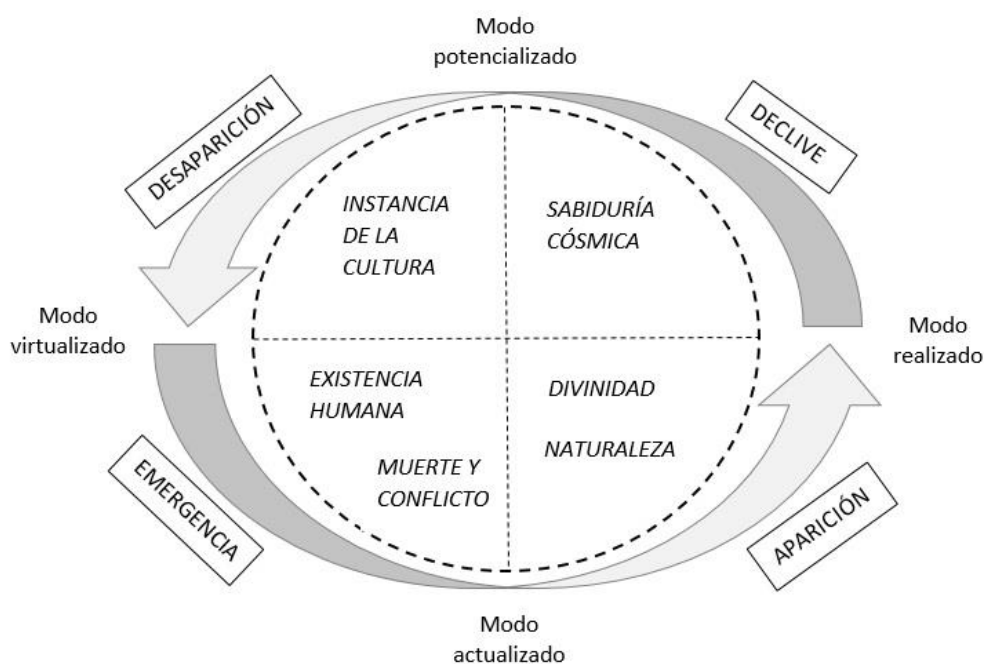 Modo
potencializado
DESAPARICIÓN
DECLIVE
INSTANCIA
DE LA
CULTURA
SABIDURÍA
CÓSMICA
Modo
virtualizado
Modo
realizado
EXISTENCIA
HUMANA
DIVINIDAD
NATURALEZA
MUERTE Y
CONFLICTO
EMERGENCIA
APARICIÓN
Modo
actualizado